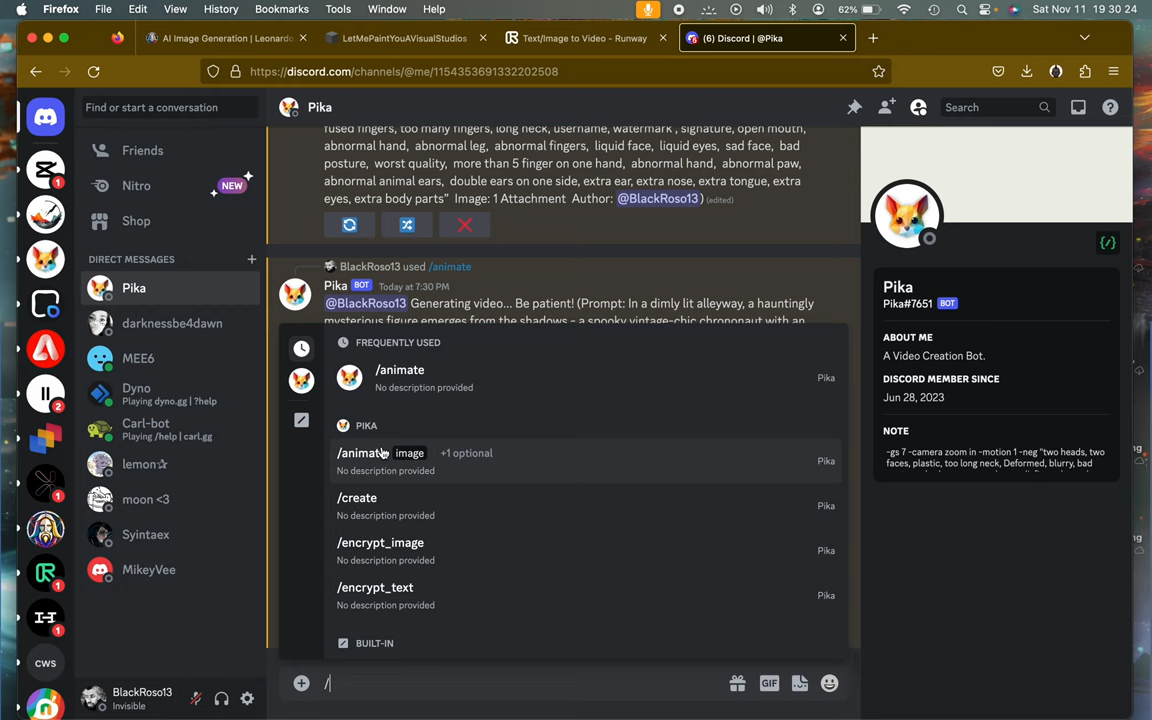 Firefox File Edit View History Bookmarks Tools Window Help 62% Sat Nov 11 19 30 24
AI Image Generation | Leonardo
LetMePaintYouAVisualStudios
Text/Image to Video - Runway
(6) Discord | @Pika
https://discord.com/channels/@me/1154353691332202508
Find or start a conversation
Pika
Search
Friends
Nitro
NEW
Shop
DIRECT MESSAGES
Pika
darknessbe4dawn
MEE6
Dyno
Playing dyno.gg | ?help
Carl-bot
Playing /help | carl.gg
lemon☆
moon <3
Syintaex
MikeyVee
BlackRoso13
Invisible
1
2
1
1
1
CWS
fused fingers, too many fingers, long neck, username, watermark , signature, open mouth,
abnormal hand, abnormal leg, abnormal fingers, liquid face, liquid eyes, sad face, bad
posture, worst quality, more than 5 finger on one hand, abnormal hand, abnormal paw,
abnormal animal ears, double ears on one side, extra ear, extra nose, extra tongue, extra
eyes, extra body parts" Image: 1 Attachment Author: @BlackRoso13) (edited)
BlackRoso13 used /animate
Pika BOT Today at 7:30 PM
@BlackRoso13 Generating video... Be patient! (Prompt: In a dimly lit alleyway, a hauntingly
mysterious figure emerges from the shadows - a spooky vintage-chic chrononaut with an
FREQUENTLY USED
/animate
No description provided
Pika
PIKA
/animate image +1 optional
No description provided
Pika
/create
No description provided
Pika
/encrypt_image
No description provided
Pika
/encrypt_text
No description provided
Pika
BUILT-IN
/
GIF
Pika
Pika#7651 BOT
ABOUT ME
A Video Creation Bot.
DISCORD MEMBER SINCE
Jun 28, 2023
NOTE
-gs 7 -camera zoom in -motion 1 -neg "two heads, two
faces, plastic, too long neck, Deformed, blurry, bad